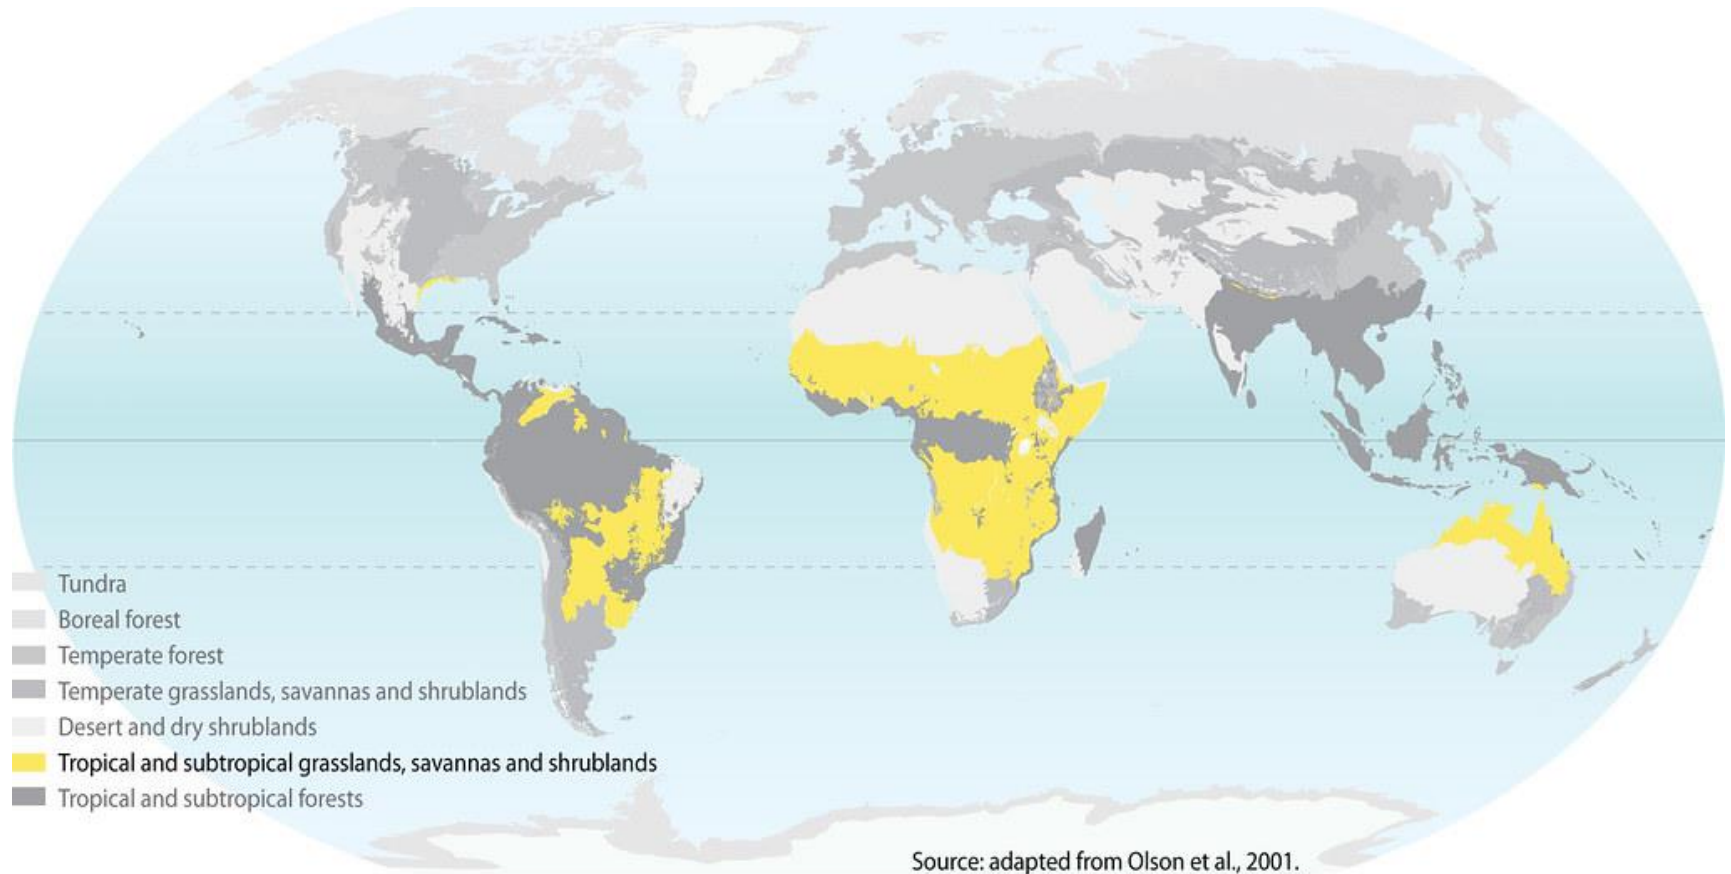 Tundra
Boreal forest
Temperate forest
Temperate grasslands, savannas and shrublands
Desert and dry shrublands
Tropical and subtropical grasslands, savannas and shrublands
Tropical and subtropical forests
Source: adapted from Olson et al., 2001.